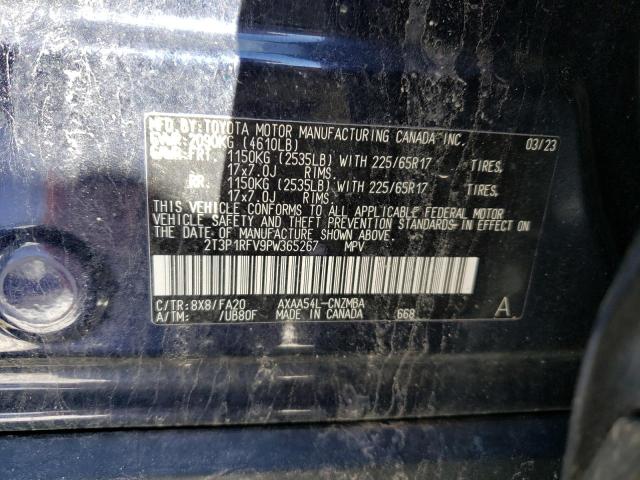 MFD. BY: TOYOTA MOTOR MANUFACTURING CANADA INC. 03/23
GVWR 2090KG (4610LB)
GAWR FRT. 1150KG (2535LB) WITH 225/65R17 TIRES.
17x7.0J RIMS.
RR. 1150KG (2535LB) WITH 225/65R17 TIRES.
17x7.0J RIMS.
THIS VEHICLE CONFORMS TO ALL APPLICABLE FEDERAL MOTOR
VEHICLE SAFETY AND THEFT PREVENTION STANDARDS IN EFFECT ON
THE DATE OF MANUFACTURE SHOWN ABOVE.
2T3P1RFV9PW365267 MPV
C/TR: 8X8/FA20 AXAA54L-CNZMBA A
A/TM: /UB80F MADE IN CANADA 668